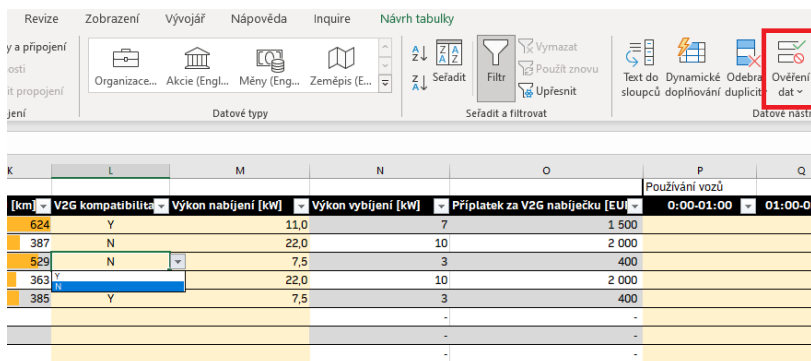 Revize Zobrazení Vývojář Nápověda Inquire Návrh tabulky
y a připojení
osti
it propojení
jení
Organizace... Akcie (Engl... Měny (Eng... Zeměpis (E...
Datové typy
Seřadit
Filtr
Vymazat
Použít znovu
Upřesnit
Seřadit a filtrovat
Text do sloupců
Dynamické doplňování
Odebra duplicit
Ověření dat
Datové nástr
K L M N O P Q
Používání vozů
[km] V2G kompatibilita Výkon nabíjení [kW] Výkon vybíjení [kW] Příplatek za V2G nabíječku [EUR 0:00-01:00 01:00-0
624 Y 11,0 7 1 500
387 N 22,0 10 2 000
529 N 7,5 3 400
363 Y 22,0 10 2 000
N
385 Y 7,5 3 400
- -
- -
- -